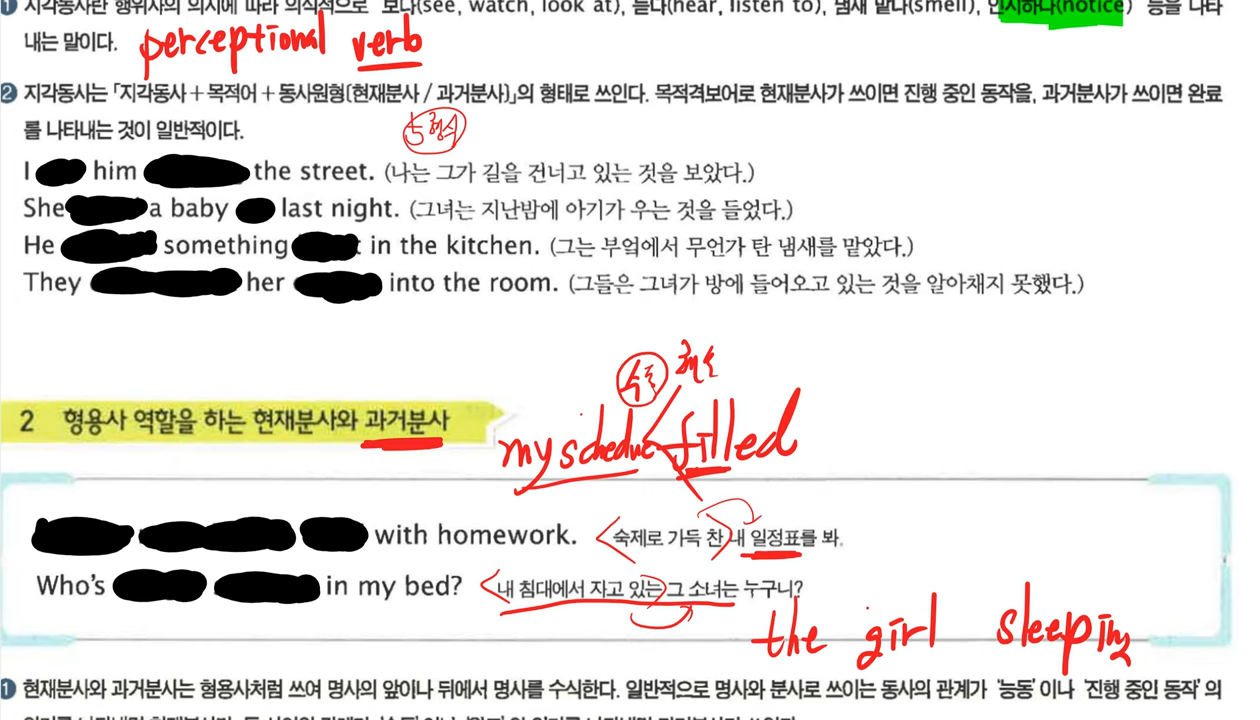 ① 지각동사란 행위자의 의지에 따라 의식적으로 보다(see, watch, look at), 듣다(hear, listen to), 냄새 맡다(smell), 인지하다(notice) 등을 나타
내는 말이다. perceptional verb
② 지각동사는 「지각동사 + 목적어 + 동사원형(현재분사 / 과거분사)」의 형태로 쓰인다. 목적격보어로 현재분사가 쓰이면 진행 중인 동작을, 과거분사가 쓰이면 완료
를 나타내는 것이 일반적이다. 5형식
I him the street. (나는 그가 길을 건너고 있는 것을 보았다.)
She a baby last night. (그녀는 지난밤에 아기가 우는 것을 들었다.)
He something in the kitchen. (그는 부엌에서 무언가 탄 냄새를 맡았다.)
They her into the room. (그들은 그녀가 방에 들어오고 있는 것을 알아채지 못했다.)
수동
2 형용사 역할을 하는 현재분사와 과거분사
my filled
with homework. 숙제로 가득 찬 내 일정표를 봐.
Who's in my bed? 내 침대에서 자고 있는 그 소녀는 누구니?
the girl sleeping
① 현재분사와 과거분사는 형용사처럼 쓰여 명사의 앞이나 뒤에서 명사를 수식한다. 일반적으로 명사와 분사로 쓰이는 동사의 관계가 '능동'이나 '진행 중인 동작'의